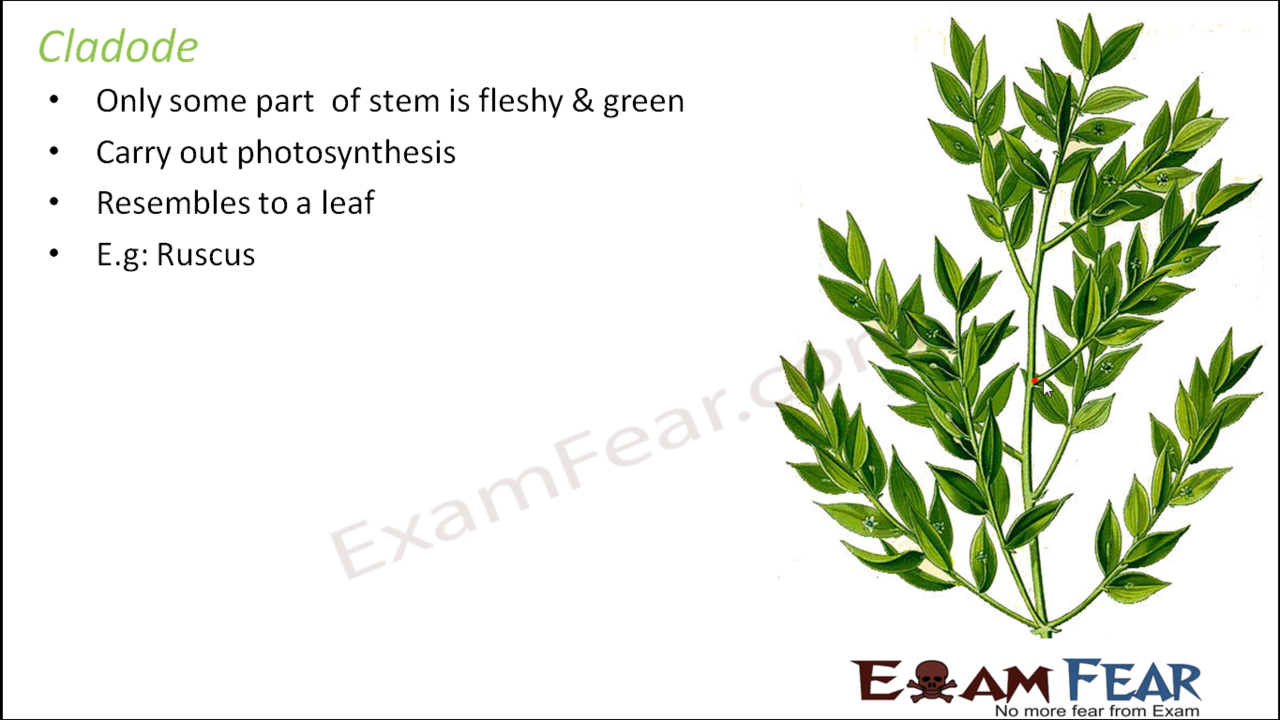 Cladode
• Only some part  of stem is fleshy & green
• Carry out photosynthesis
• Resembles to a leaf
• E.g: Ruscus
ExamFear.com
EXAM FEAR
No more fear from Exam